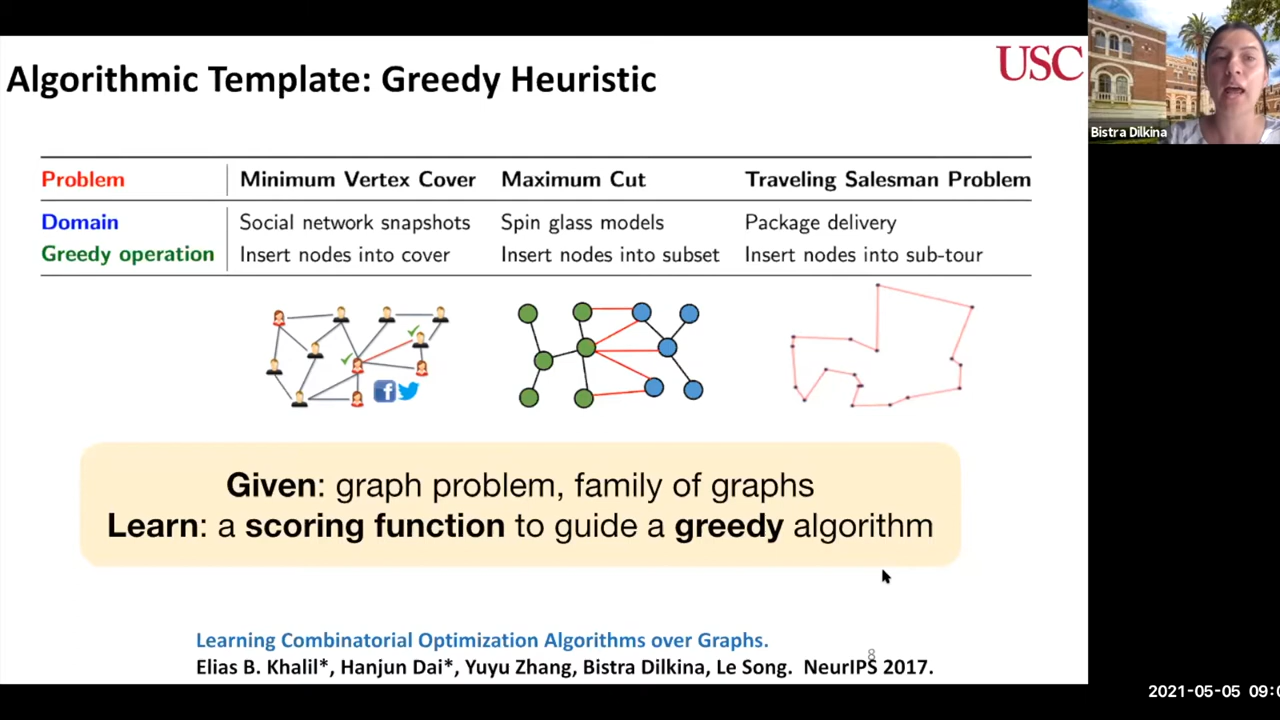 Algorithmic Template: Greedy Heuristic
USC
Bistra Dilkina
Problem Minimum Vertex Cover Maximum Cut Traveling Salesman Problem
Domain Social network snapshots Spin glass models Package delivery
Greedy operation Insert nodes into cover Insert nodes into subset Insert nodes into sub-tour
f
Given: graph problem, family of graphs
Learn: a scoring function to guide a greedy algorithm
Learning Combinatorial Optimization Algorithms over Graphs.
8
Elias B. Khalil*, Hanjun Dai*, Yuyu Zhang, Bistra Dilkina, Le Song. NeurIPS 2017.
2021-05-05